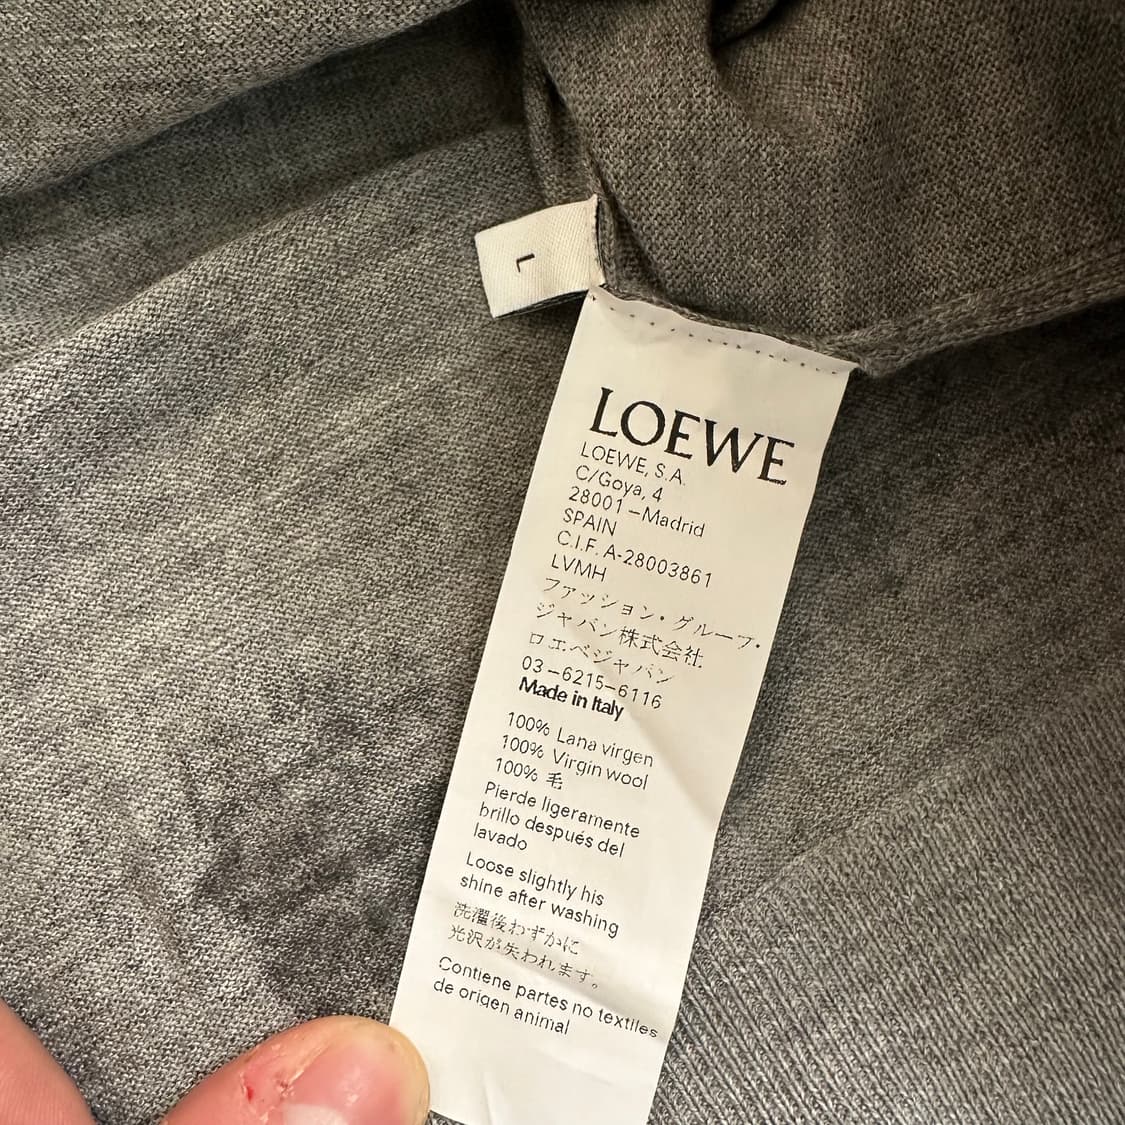 L
LOEWE
LOEWE, S.A.
C/Goya, 4
28001 – Madrid
SPAIN
C.I.F. A-28003861
LVMH
ファッション・グループ・
ジャパン株式会社
ロエベジャパン
03–6215–6116
Made in Italy
100% Lana virgen
100% Virgin wool
100% 毛
Pierde ligeramente
brillo después del
lavado
Loose slightly his
shine after washing
洗濯後わずかに
光沢が失われます。
Contiene partes no textiles
de origen animal